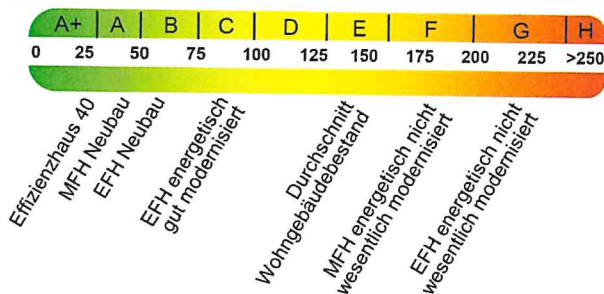 A+ A B C D E F G H
0 25 50 75 100 125 150 175 200 225 >250
Effizienzhaus 40
MFH Neubau
EFH Neubau
EFH energetisch
gut modernisiert
Durchschnitt
Wohngebäudebestand
MFH energetisch nicht
wesentlich modernisiert
EFH energetisch nicht
wesentlich modernisiert